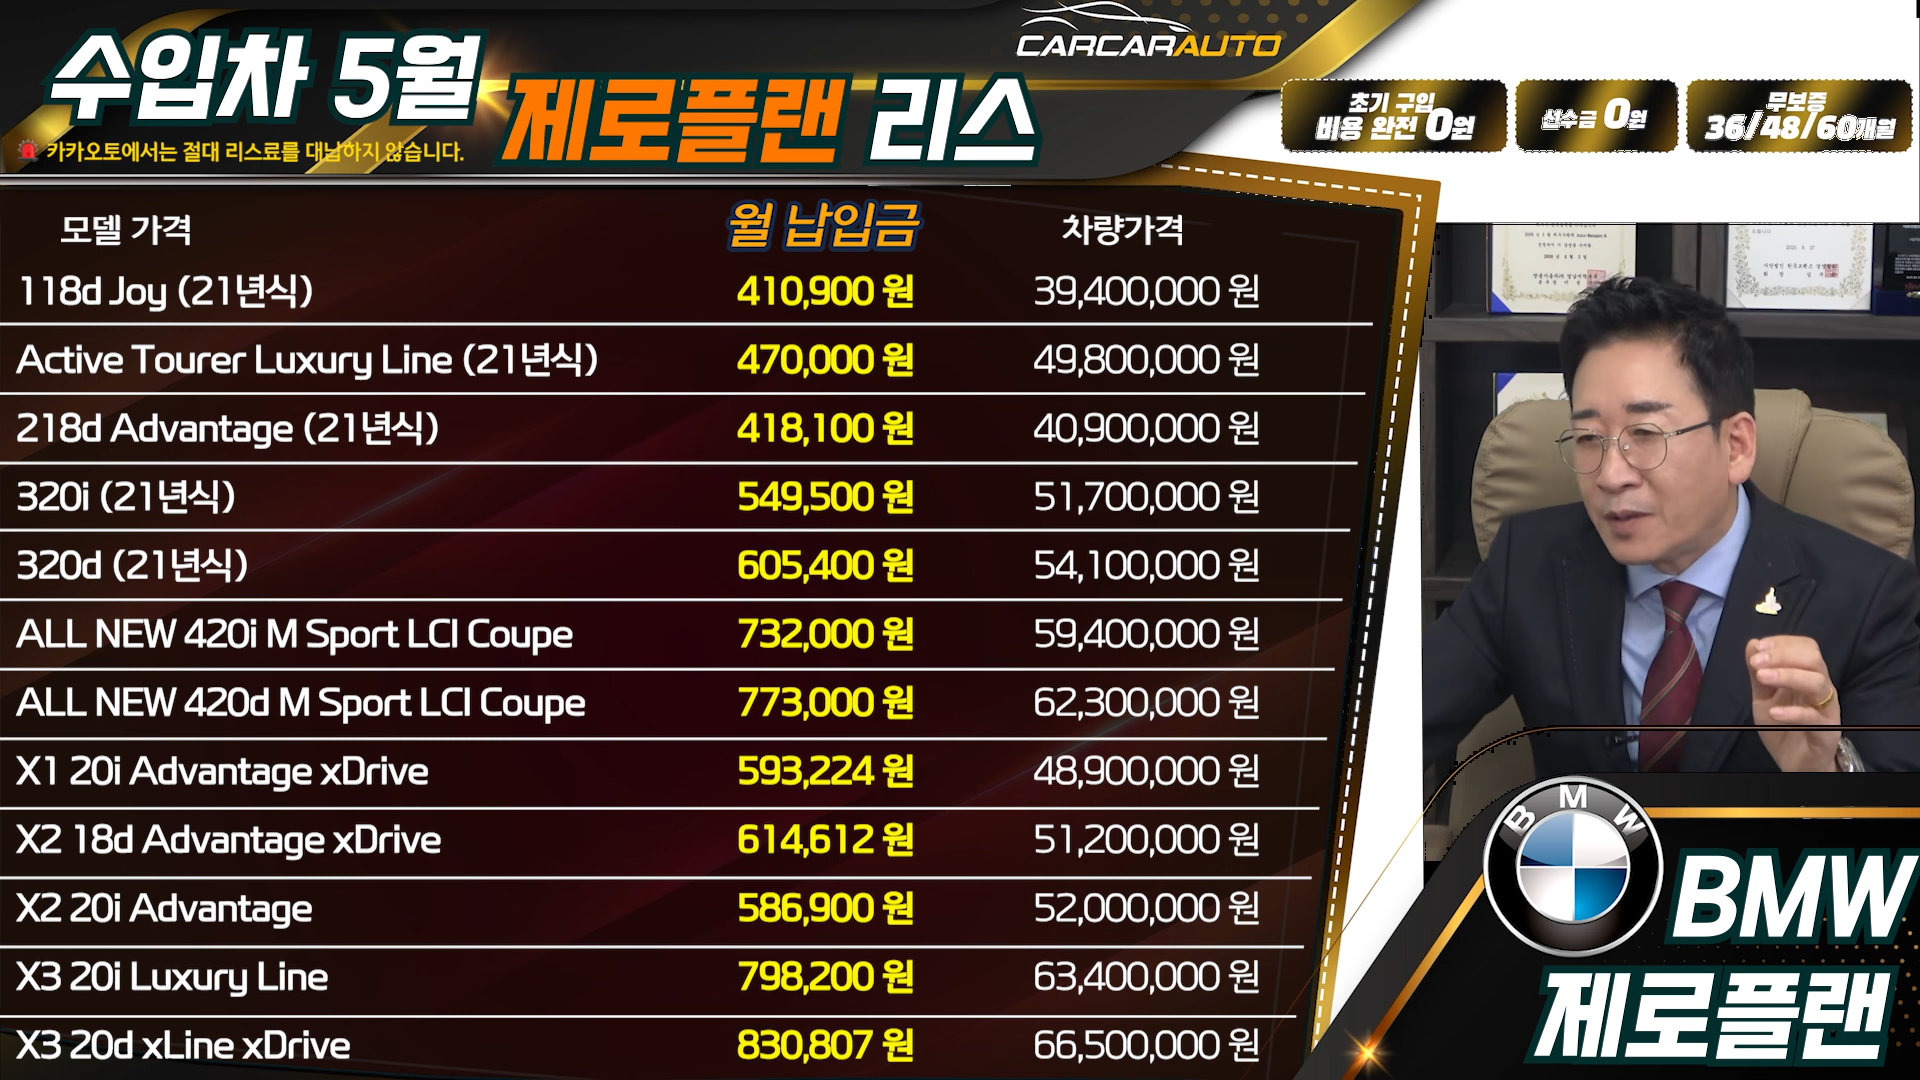 수입차 5월
제로플랜 리스
카카오토에서는 절대 리스료를 대납하지 않습니다.
CARCARAUTO
초기 구입
비용 완전 0원
선수금 0원
무보증
36/48/60개월
모델 가격 월 납입금 차량가격
118d Joy (21년식) 410,900 원 39,400,000 원
Active Tourer Luxury Line (21년식) 470,000 원 49,800,000 원
218d Advantage (21년식) 418,100 원 40,900,000 원
320i (21년식) 549,500 원 51,700,000 원
320d (21년식) 605,400 원 54,100,000 원
ALL NEW 420i M Sport LCI Coupe 732,000 원 59,400,000 원
ALL NEW 420d M Sport LCI Coupe 773,000 원 62,300,000 원
X1 20i Advantage xDrive 593,224 원 48,900,000 원
X2 18d Advantage xDrive 614,612 원 51,200,000 원
X2 20i Advantage 586,900 원 52,000,000 원
X3 20i Luxury Line 798,200 원 63,400,000 원
X3 20d xLine xDrive 830,807 원 66,500,000 원
BMW
BMW
제로플랜